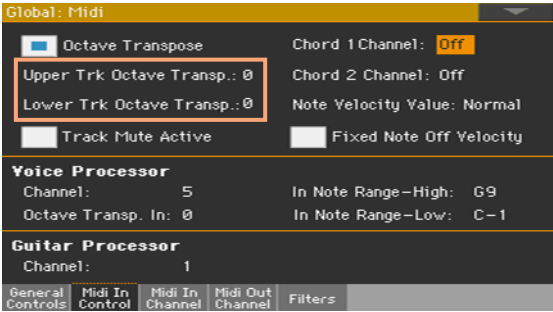 Global: Midi
Octave Transpose
Chord 1 Channel: Off
Upper Trk Octave Transp.: 0
Chord 2 Channel: Off
Lower Trk Octave Transp.: 0
Note Velocity Value: Normal
Track Mute Active
Fixed Note Off Velocity
Voice Processor
Channel: 5
In Note Range-High: G9
Octave Transp. In: 0
In Note Range-Low: C-1
Guitar Processor
Channel: 1
General Controls
Midi In Control
Midi In Channel
Midi Out Channel
Filters